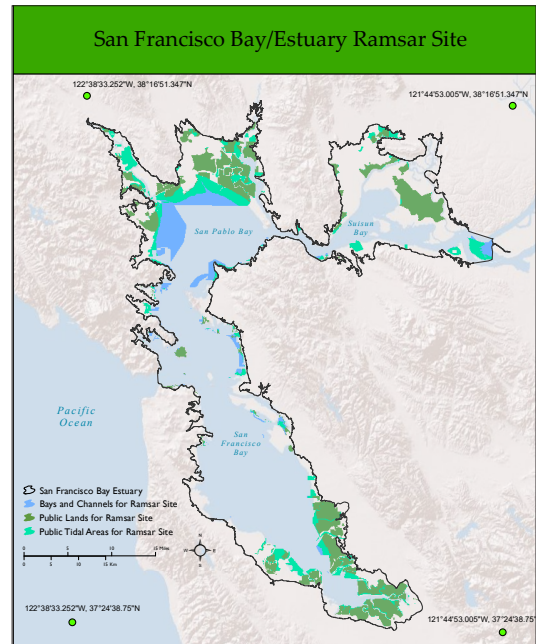 San Francisco Bay/Estuary Ramsar Site
122°38'33.252"W, 38°16'51.347"N
121°44'53.005"W, 38°16'51.347"N
San Pablo Bay
Suisun
Bay
Pacific
Ocean
San
Francisco
Bay
San Francisco Bay Estuary
Bays and Channels for Ramsar Site
Public Lands for Ramsar Site
Public Tidal Areas for Ramsar Site
0 5 10 15 Miles
0 5 10 15 Km
N
W E
S
122°38'33.252"W, 37°24'38.75"N
121°44'53.005"W, 37°24'38.75"